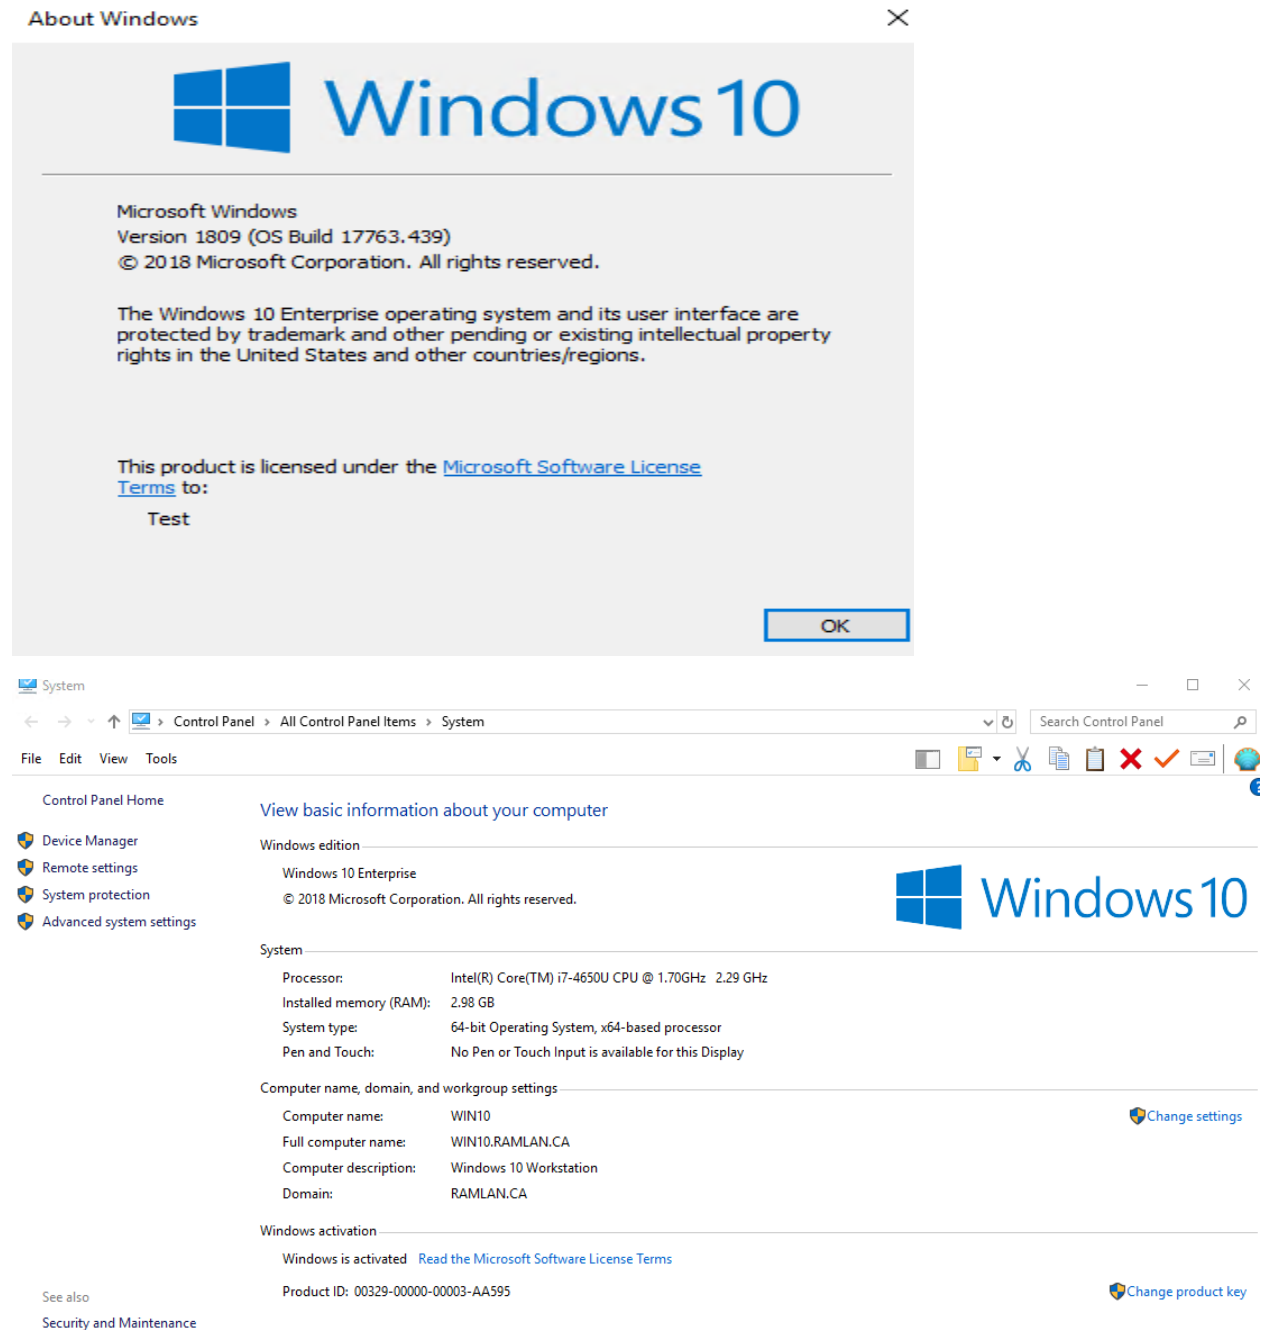 About Windows
Windows 10
Microsoft Windows
Version 1809 (OS Build 17763.439)
© 2018 Microsoft Corporation. All rights reserved.
The Windows 10 Enterprise operating system and its user interface are
protected by trademark and other pending or existing intellectual property
rights in the United States and other countries/regions.
This product is licensed under the Microsoft Software License
Terms to:
Test
OK
System
Control Panel > All Control Panel Items > System
Search Control Panel
File Edit View Tools
Control Panel Home
Device Manager
Remote settings
System protection
Advanced system settings
See also
Security and Maintenance
View basic information about your computer
Windows edition
Windows 10 Enterprise
© 2018 Microsoft Corporation. All rights reserved.
Windows 10
System
Processor: Intel(R) Core(TM) i7-4650U CPU @ 1.70GHz 2.29 GHz
Installed memory (RAM): 2.98 GB
System type: 64-bit Operating System, x64-based processor
Pen and Touch: No Pen or Touch Input is available for this Display
Computer name, domain, and workgroup settings
Computer name: WIN10
Change settings
Full computer name: WIN10.RAMLAN.CA
Computer description: Windows 10 Workstation
Domain: RAMLAN.CA
Windows activation
Windows is activated Read the Microsoft Software License Terms
Product ID: 00329-00000-00003-AA595
Change product key